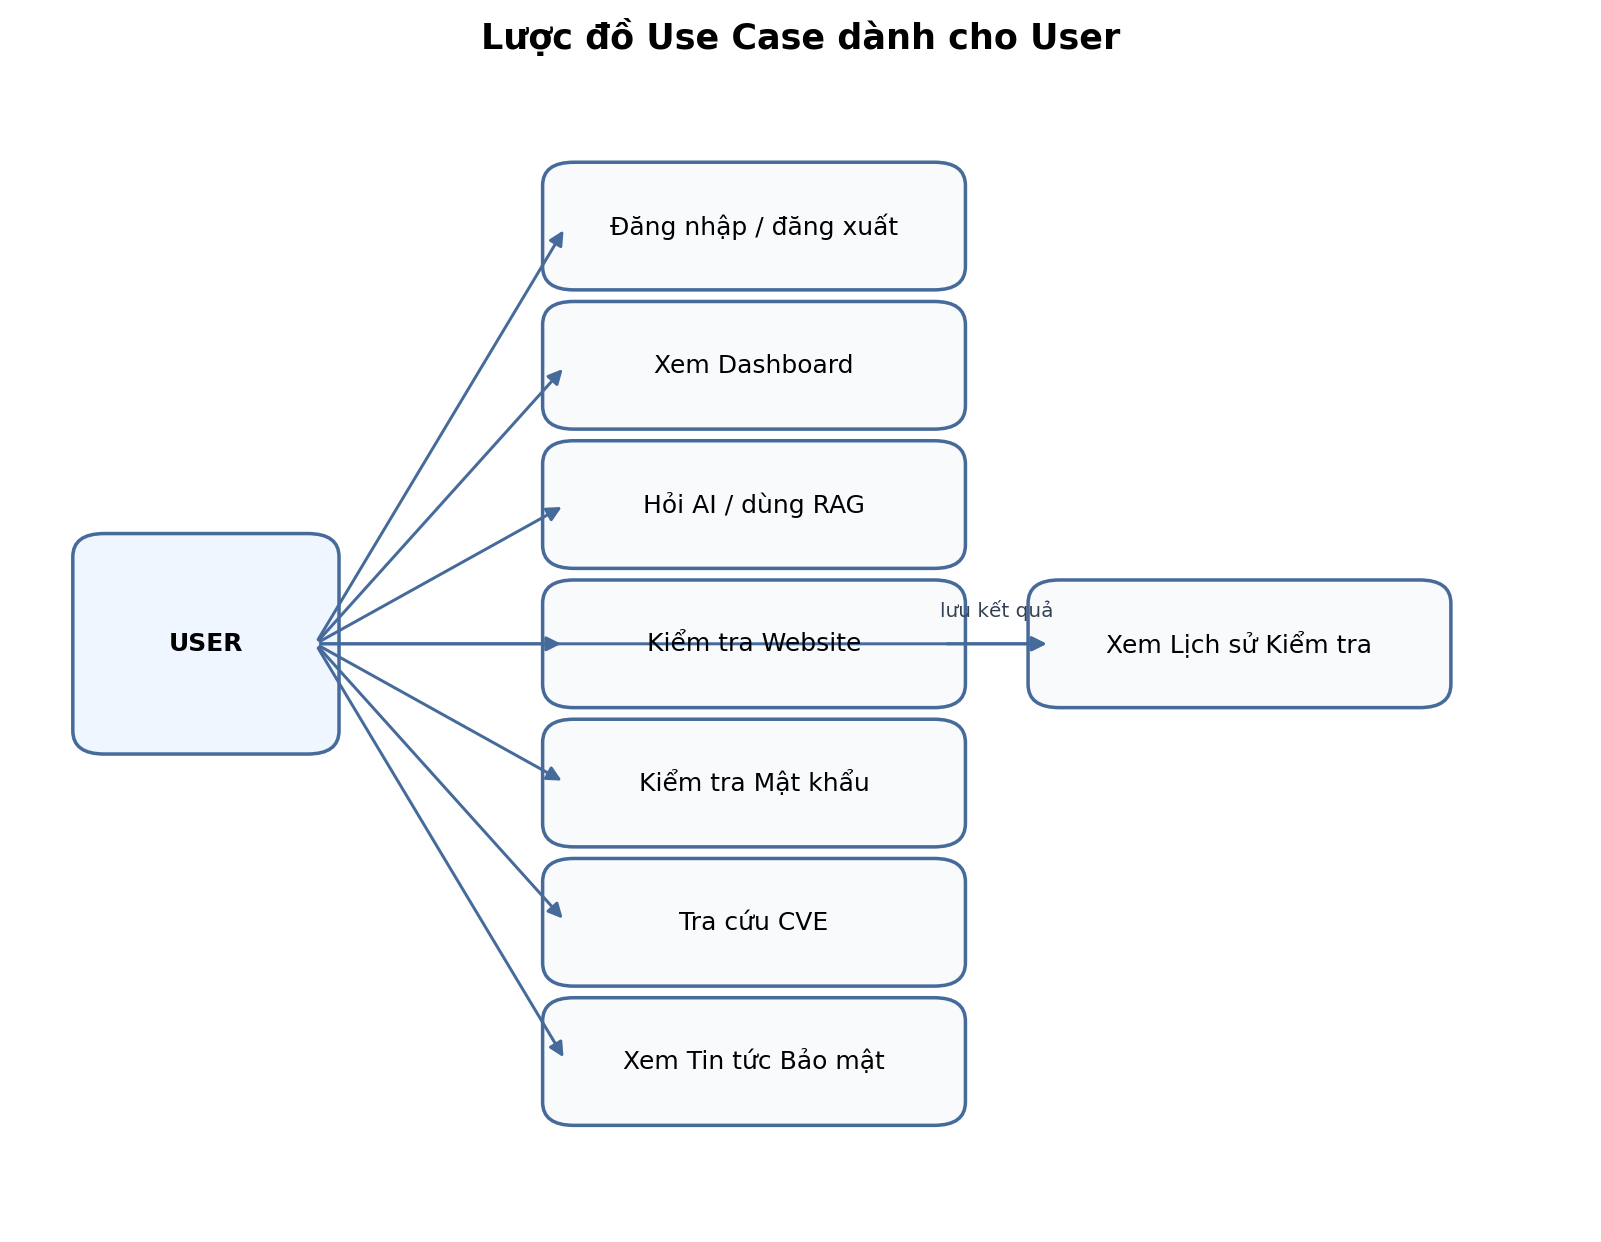 Lược đồ Use Case dành cho User
Đăng nhập / đăng xuất
Xem Dashboard
Hỏi AI / dùng RAG
USER
Kiểm tra Website
lưu kết quả
Xem Lịch sử Kiểm tra
Kiểm tra Mật khẩu
Tra cứu CVE
Xem Tin tức Bảo mật